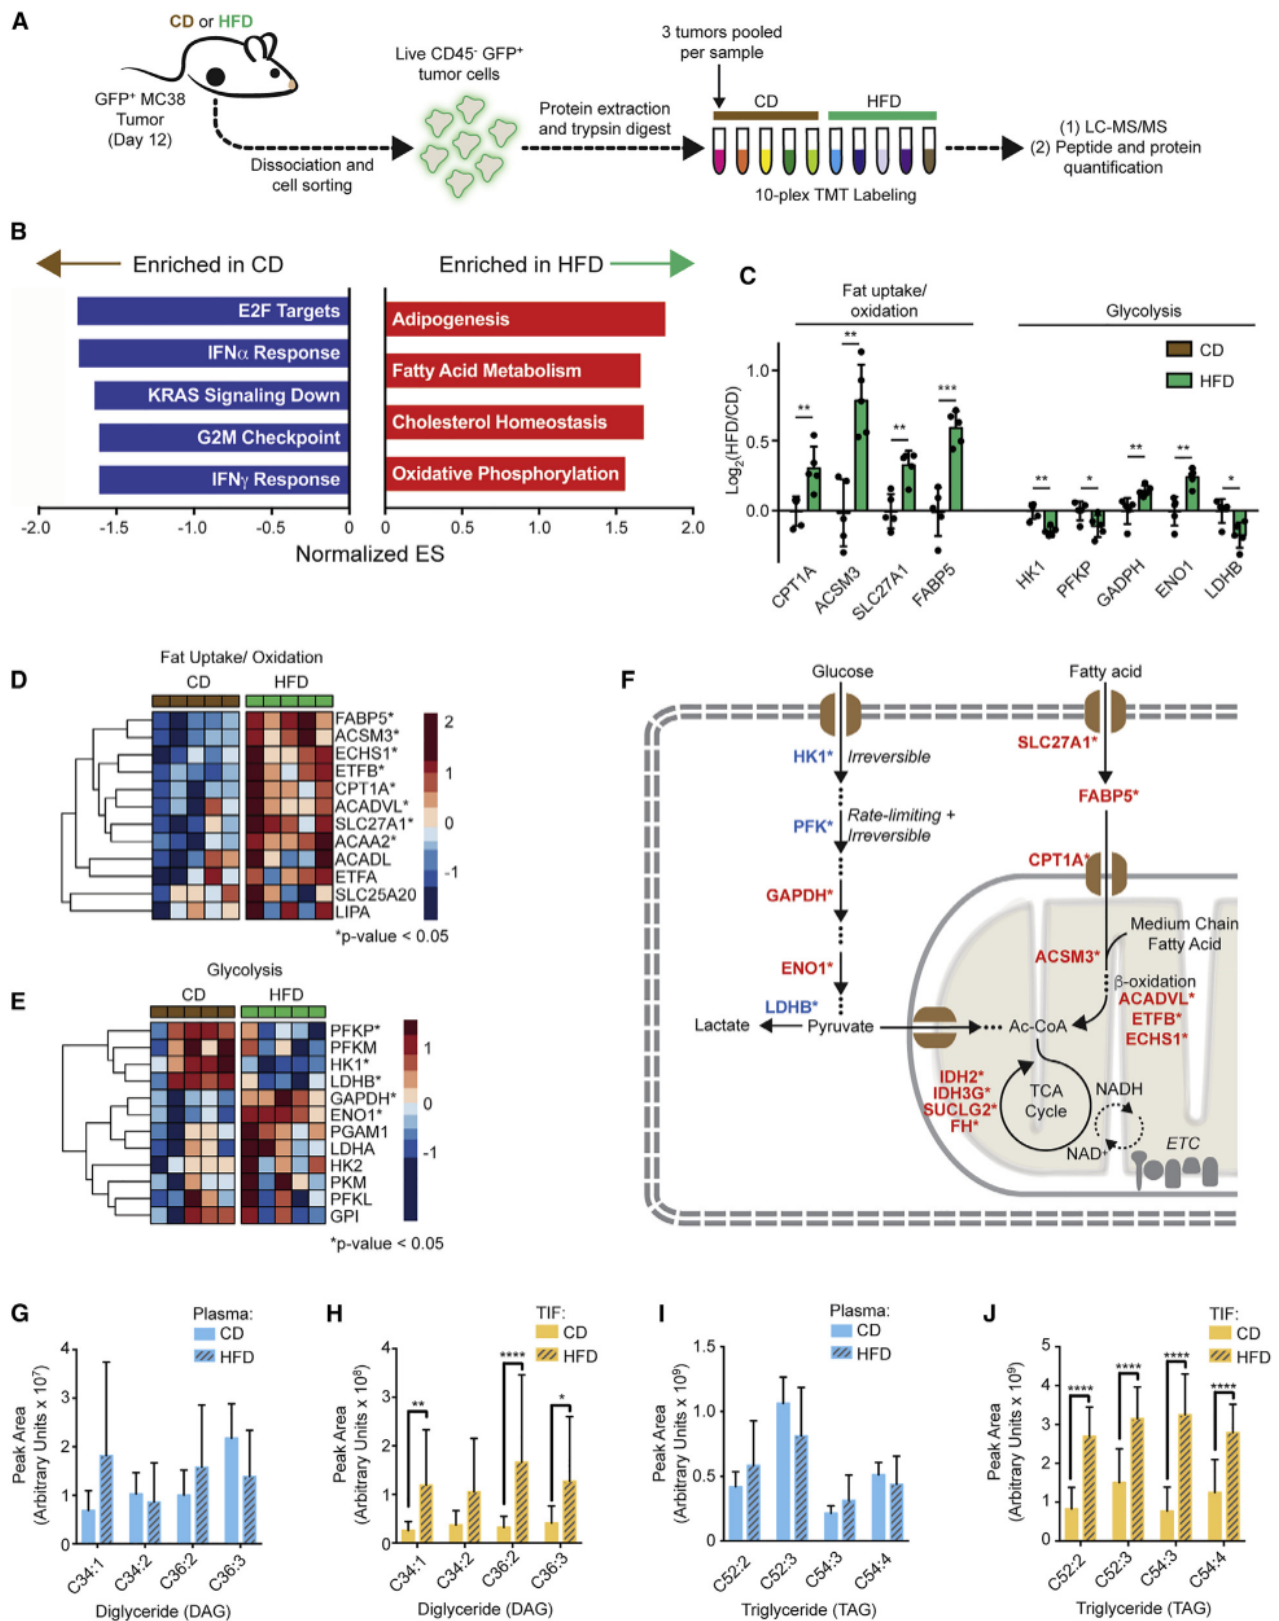 A
CD or HFD
GFP+ MC38
Tumor
(Day 12)
Dissociation and
cell sorting
Live CD45- GFP+
tumor cells
Protein extraction
and trypsin digest
3 tumors pooled
per sample
CD
HFD
10-plex TMT Labeling
(1) LC-MS/MS
(2) Peptide and protein
quantification
B
Enriched in CD
Enriched in HFD
E2F Targets
IFNα Response
KRAS Signaling Down
G2M Checkpoint
IFNγ Response
Adipogenesis
Fatty Acid Metabolism
Cholesterol Homeostasis
Oxidative Phosphorylation
-2.0 -1.5 -1.0 -0.5 0 0 0.5 1.0 1.5 2.0
Normalized ES
C
Fat uptake/
oxidation
Glycolysis
CD
HFD
Log2(HFD/CD)
1.0
0.5
0.0
** ** ** *** ** * ** ** *
CPT1A ACSM3 SLC27A1 FABP5 HK1 PFKP GADPH ENO1 LDHB
D
Fat Uptake/ Oxidation
CD HFD
FABP5*
ACSM3*
ECHS1*
ETFB*
CPT1A*
ACADVL*
SLC27A1*
ACAA2*
ACADL
ETFA
SLC25A20
LIPA
2
1
0
-1
*p-value < 0.05
E
Glycolysis
CD HFD
PFKP*
PFKM
HK1*
LDHB*
GAPDH*
ENO1*
PGAM1
LDHA
HK2
PKM
PFKL
GPI
1
0
-1
*p-value < 0.05
F
Glucose
Fatty acid
HK1* Irreversible
SLC27A1*
FABP5*
PFK* Rate-limiting +
Irreversible
CPT1A*
GAPDH*
Medium Chain
Fatty Acid
ACSM3*
ENO1*
β-oxidation
ACADVL*
ETFB*
ECHS1*
LDHB*
Lactate Pyruvate Ac-CoA
IDH2*
IDH3G*
SUCLG2*
FH*
TCA
Cycle
NADH
NAD+
ETC
G
Plasma:
CD
HFD
Peak Area
(Arbitrary Units x 10^7)
4
3
2
1
0
C34:1 C34:2 C36:2 C36:3
Diglyceride (DAG)
H
TIF:
CD
HFD
Peak Area
(Arbitrary Units x 10^8)
4
3
2
1
0
** **** *
C34:1 C34:2 C36:2 C36:3
Diglyceride (DAG)
I
Plasma:
CD
HFD
Peak Area
(Arbitrary Units x 10^9)
1.5
1.0
0.5
0
C52:2 C52:3 C54:3 C54:4
Triglyceride (TAG)
J
TIF:
CD
HFD
Peak Area
(Arbitrary Units x 10^9)
5
4
3
2
1
0
**** **** **** ****
C52:2 C52:3 C54:3 C54:4
Triglyceride (TAG)